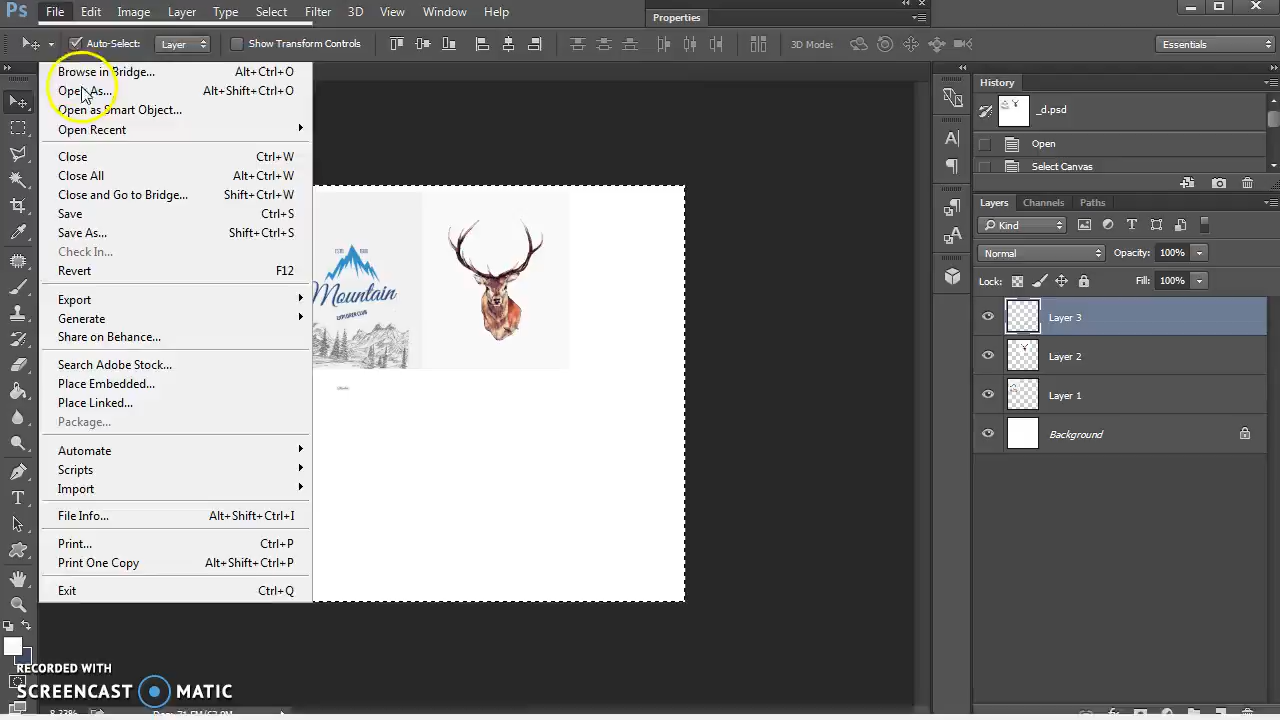 Ps File Edit Image Layer Type Select Filter 3D View Window Help
Properties
Auto-Select: Layer Show Transform Controls 3D Mode: Essentials
Browse in Bridge... Alt+Ctrl+O
Open As... Alt+Shift+Ctrl+O
Open as Smart Object...
Open Recent
Close Ctrl+W
Close All Alt+Ctrl+W
Close and Go to Bridge... Shift+Ctrl+W
Save Ctrl+S
Save As... Shift+Ctrl+S
Check In...
Revert F12
Export
Generate
Share on Behance...
Search Adobe Stock...
Place Embedded...
Place Linked...
Package...
Automate
Scripts
Import
File Info... Alt+Shift+Ctrl+I
Print... Ctrl+P
Print One Copy Alt+Shift+Ctrl+P
Exit Ctrl+Q
Mountain
EXPLORER CLUB
History
_d.psd
Open
Select Canvas
Layers Channels Paths
Kind
Normal Opacity: 100%
Lock: Fill: 100%
Layer 3
Layer 2
Layer 1
Background
RECORDED WITH
SCREENCAST MATIC